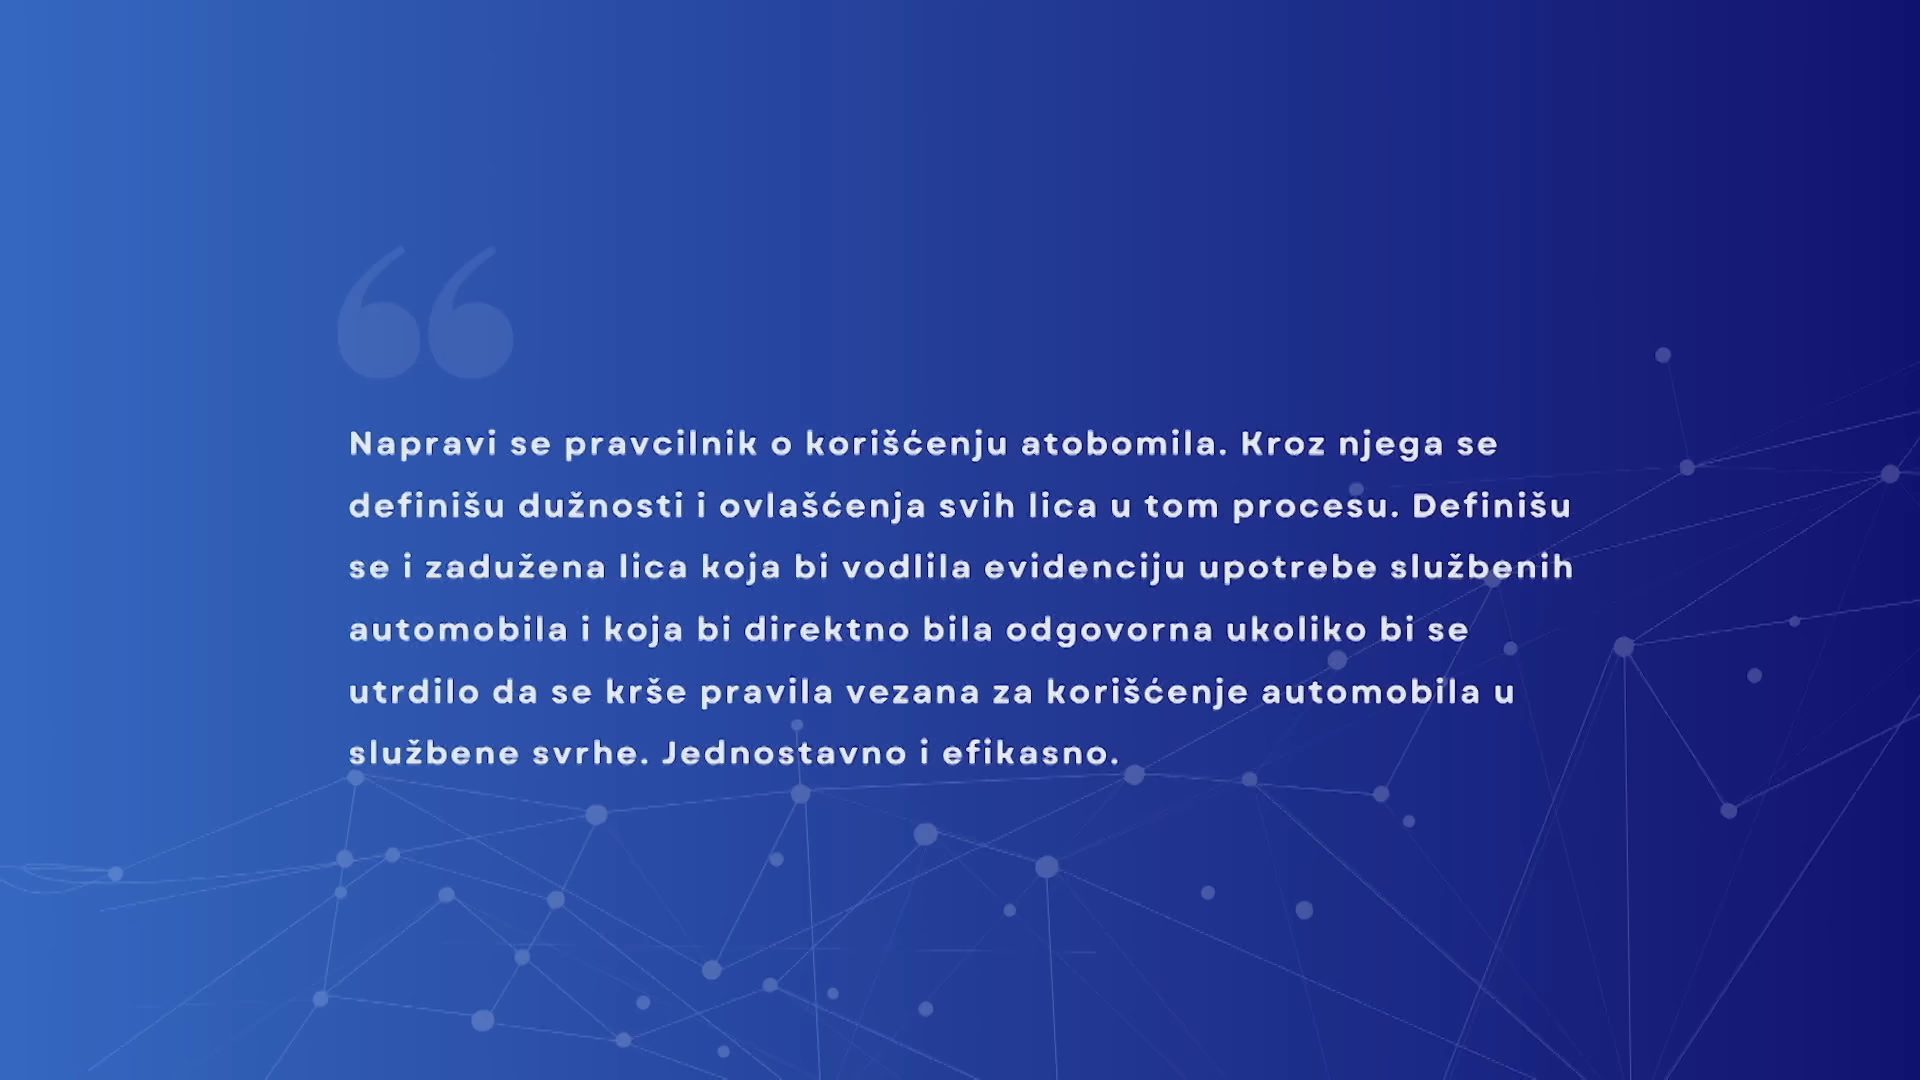 Napravi se pravcilnik o korišćenju atobomila. Kroz njega se
definišu dužnosti i ovlašćenja svih lica u tom procesu. Definišu
se i zadužena lica koja bi vodlila evidenciju upotrebe službenih
automobila i koja bi direktno bila odgovorna ukoliko bi se
utrdilo da se krše pravila vezana za korišćenje automobila u
službene svrhe. Jednostavno i efikasno.